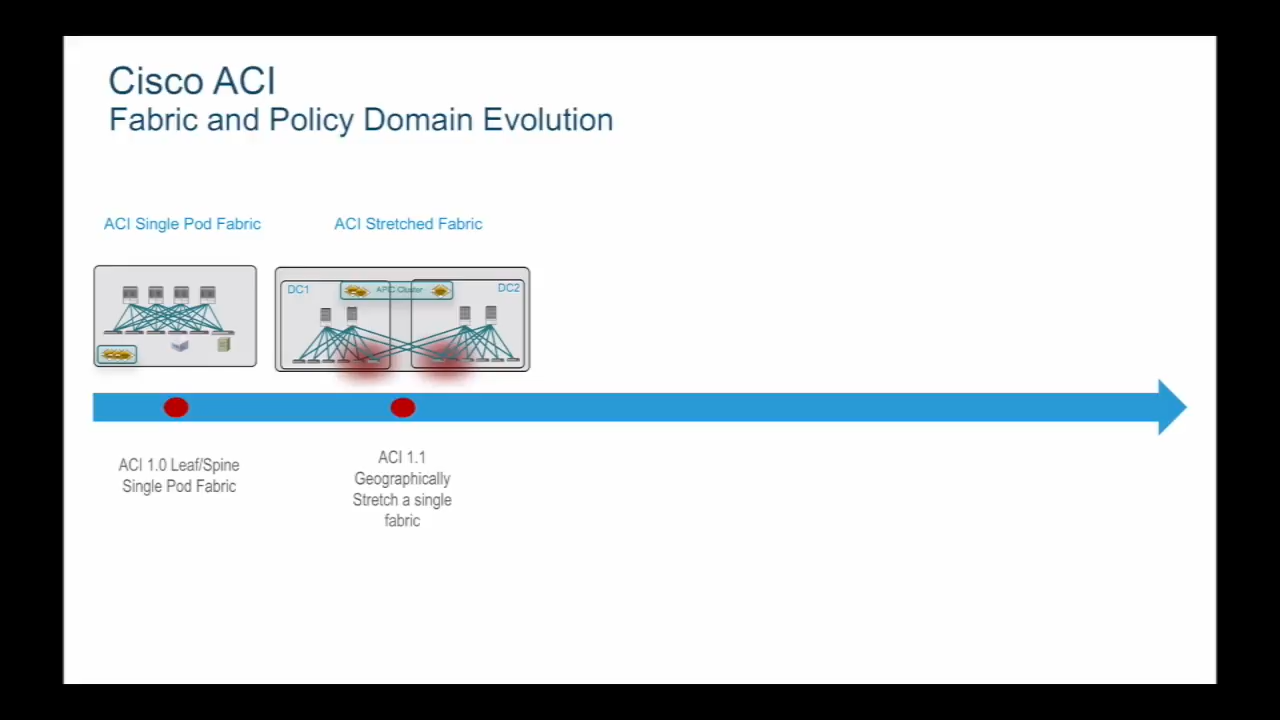 Cisco ACI
Fabric and Policy Domain Evolution
ACI Single Pod Fabric
ACI Stretched Fabric
DC1
APIC Cluster
DC2
ACI 1.0 Leaf/Spine
Single Pod Fabric
ACI 1.1
Geographically
Stretch a single
fabric